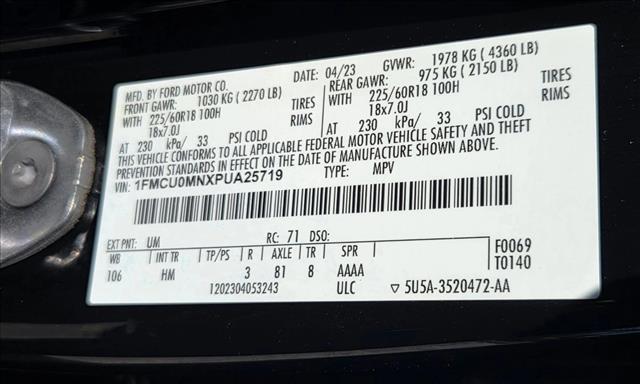 MFD. BY FORD MOTOR CO.
FRONT GAWR: 1030 KG ( 2270 LB)
WITH 225/60R18 100H TIRES
18x7.0J RIMS
AT 230 kPa/ 33 PSI COLD
04/23 GVWR: 1978 KG ( 4360 LB)
REAR GAWR: 975 KG ( 2150 LB)
WITH 225/60R18 100H TIRES
18x7.0J RIMS
AT 230 kPa/ 33 PSI COLD
CONFORMS TO ALL APPLICABLE FEDERAL MOTOR VEHICLE SAFETY AND THEFT
PREVENTION STANDARDS IN EFFECT ON THE DATE OF MANUFACTURE SHOWN ABOVE.
VIN: 1FMCU0MNXPUA25719
TYPE: MPV
EXT PNT: UM RC: 71 DSO:
WB INT TR TP/PS R AXLE TR SPR
106 HM 3 81 8 AAAA
1202304053243 ULC ▽ 5U5A-3520472-AA
F0069
T0140